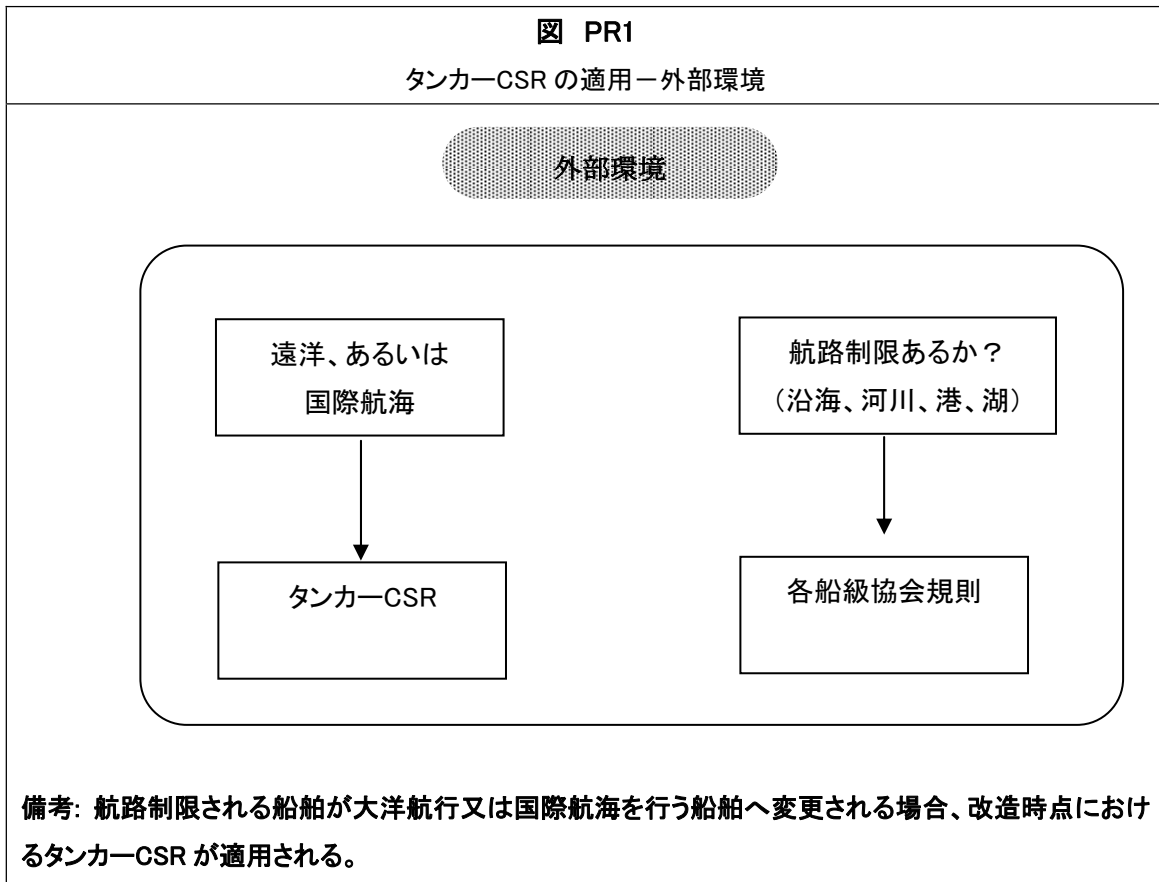 図 PR1
タンカーCSR の適用－外部環境
外部環境
遠洋、あるいは
国際航海
航路制限あるか？
（沿海、河川、港、湖）
タンカーCSR
各船級協会規則
備考: 航路制限される船舶が大洋航行又は国際航海を行う船舶へ変更される場合、改造時点におけ
るタンカーCSR が適用される。